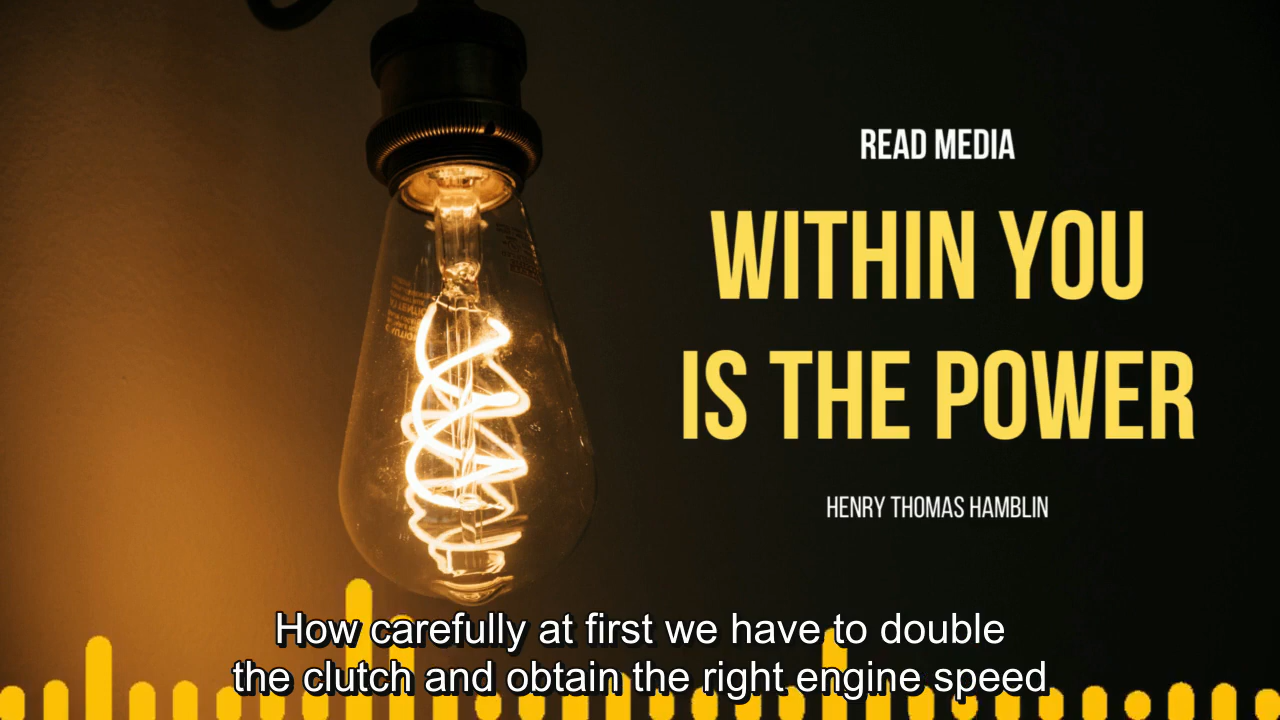 READ MEDIA
WITHIN YOU
IS THE POWER
HENRY THOMAS HAMBLIN
How carefully at first we have to double
the clutch and obtain the right engine speed